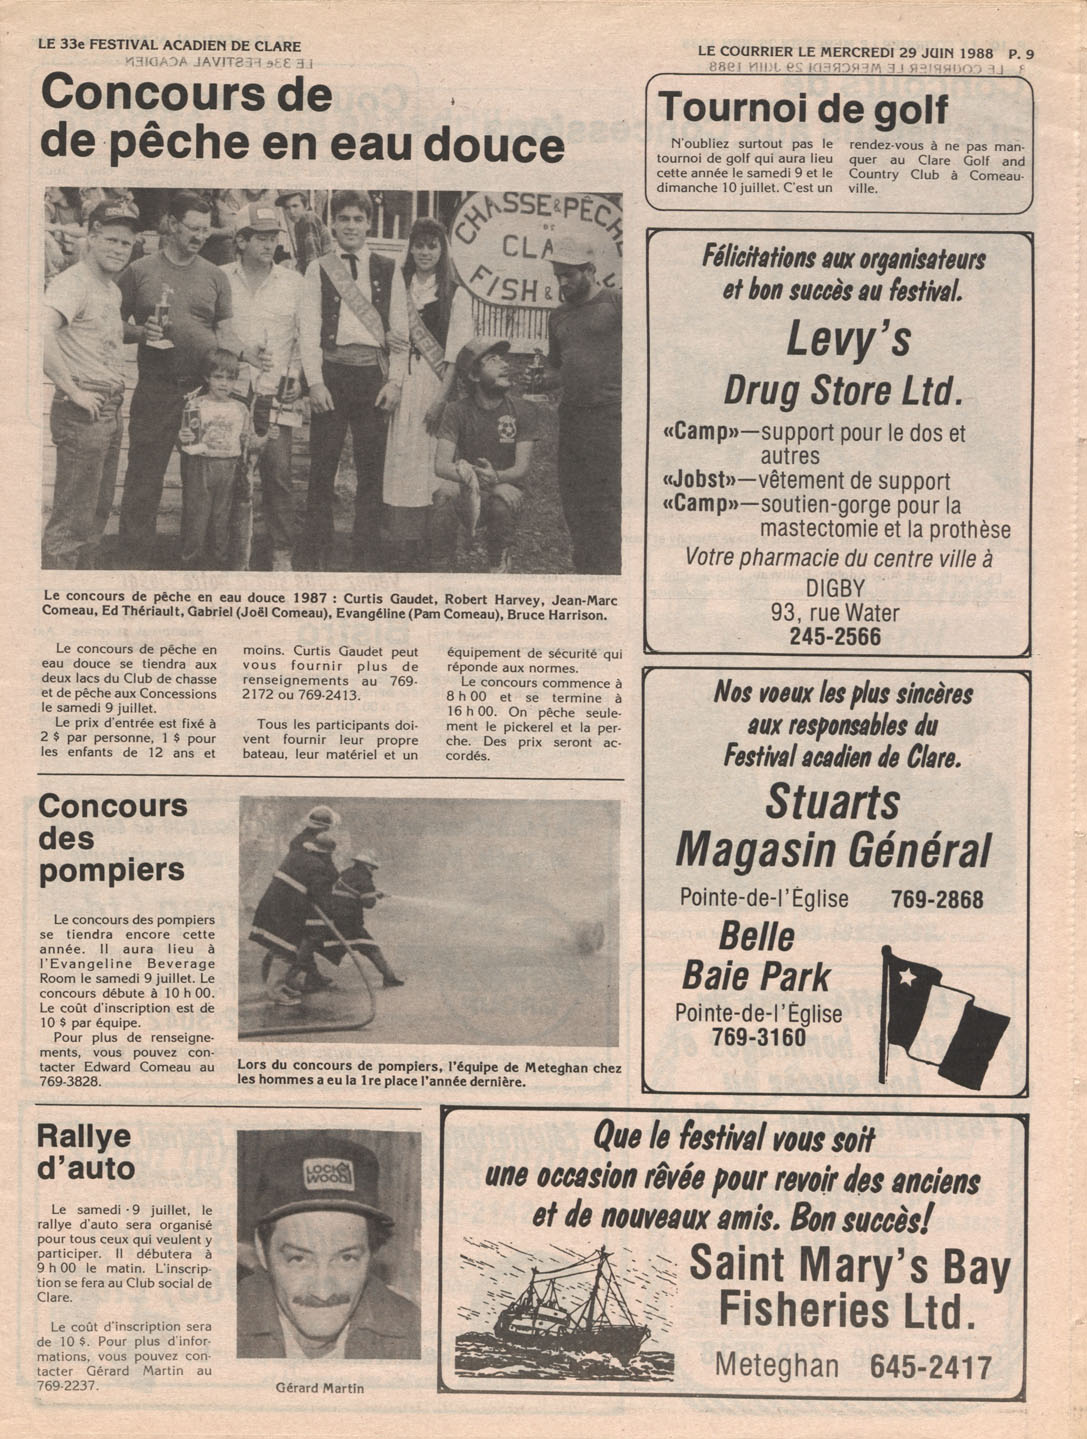 LE 33e FESTIVAL ACADIEN DE CLARE
LE COURRIER LE MERCREDI 29 JUIN 1988 P. 9
Concours de
de pêche en eau douce
CHASSE & PÊCHE
DE
CLA
FISH &
Le concours de pêche en eau douce 1987 : Curtis Gaudet, Robert Harvey, Jean-Marc
Comeau, Ed Thériault, Gabriel (Joël Comeau), Evangéline (Pam Comeau), Bruce Harrison.
Le concours de pêche en
eau douce se tiendra aux
deux lacs du Club de chasse
et de pêche aux Concessions
le samedi 9 juillet.
Le prix d'entrée est fixé à
2 $ par personne, 1 $ pour
les enfants de 12 ans et
moins. Curtis Gaudet peut
vous fournir plus de
renseignements au 769-
2172 ou 769-2413.
Tous les participants doi-
vent fournir leur propre
bateau, leur matériel et un
équipement de sécurité qui
réponde aux normes.
Le concours commence à
8 h 00 et se termine à
16 h 00. On pêche seule-
ment le pickerel et la per-
che. Des prix seront ac-
cordés.
Concours
des
pompiers
Le concours des pompiers
se tiendra encore cette
année. Il aura lieu à
l'Evangeline Beverage
Room le samedi 9 juillet. Le
concours débute à 10 h 00.
Le coût d'inscription est de
10 $ par équipe.
Pour plus de renseigne-
ments, vous pouvez con-
tacter Edward Comeau au
769-3828.
Lors du concours de pompiers, l'équipe de Meteghan chez
les hommes a eu la 1re place l'année dernière.
Rallye
d'auto
Le samedi 9 juillet, le
rallye d'auto sera organisé
pour tous ceux qui veulent y
participer. Il débutera à
9 h 00 le matin. L'inscrip-
tion se fera au Club social de
Clare.
Le coût d'inscription sera
de 10 $. Pour plus d'infor-
mations, vous pouvez con-
tacter Gérard Martin au
769-2237.
LOCK
WOOD
Gérard Martin
Tournoi de golf
N'oubliez surtout pas le
tournoi de golf qui aura lieu
cette année le samedi 9 et le
dimanche 10 juillet. C'est un
rendez-vous à ne pas man-
quer au Clare Golf and
Country Club à Comeau-
ville.
Félicitations aux organisateurs
et bon succès au festival.
Levy's
Drug Store Ltd.
«Camp»—support pour le dos et
autres
«Jobst»—vêtement de support
«Camp»—soutien-gorge pour la
mastectomie et la prothèse
Votre pharmacie du centre ville à
DIGBY
93, rue Water
245-2566
Nos voeux les plus sincères
aux responsables du
Festival acadien de Clare.
Stuarts
Magasin Général
Pointe-de-l'Église 769-2868
Belle
Baie Park
Pointe-de-l'Église
769-3160
Que le festival vous soit
une occasion rêvée pour revoir des anciens
et de nouveaux amis. Bon succès!
Saint Mary's Bay
Fisheries Ltd.
Meteghan 645-2417